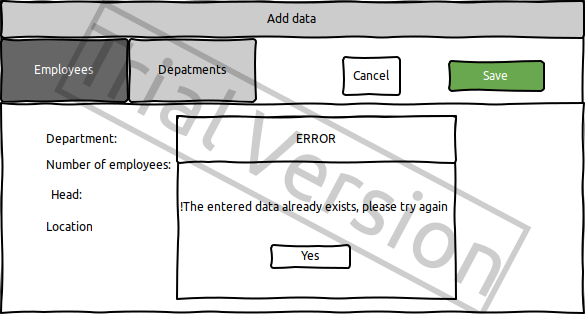 Add data
Employees
Depatments
Cancel
Save
Department:
ERROR
Number of employees:
Head:
!The entered data already exists, please try again
Location
Yes
Trial Version